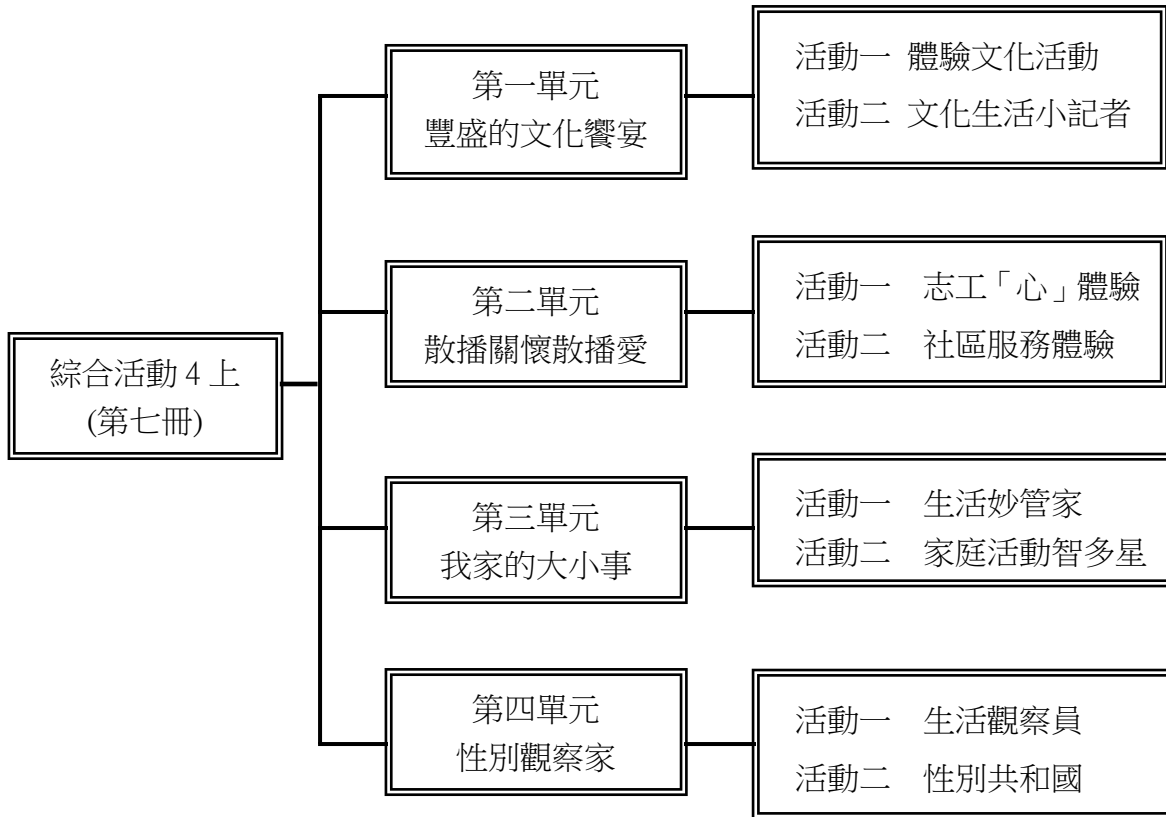 綜合活動 4 上
(第七冊)
第一單元
豐盛的文化饗宴
活動一 體驗文化活動
活動二 文化生活小記者
第二單元
散播關懷散播愛
活動一 志工「心」體驗
活動二 社區服務體驗
第三單元
我家的大小事
活動一 生活妙管家
活動二 家庭活動智多星
第四單元
性別觀察家
活動一 生活觀察員
活動二 性別共和國